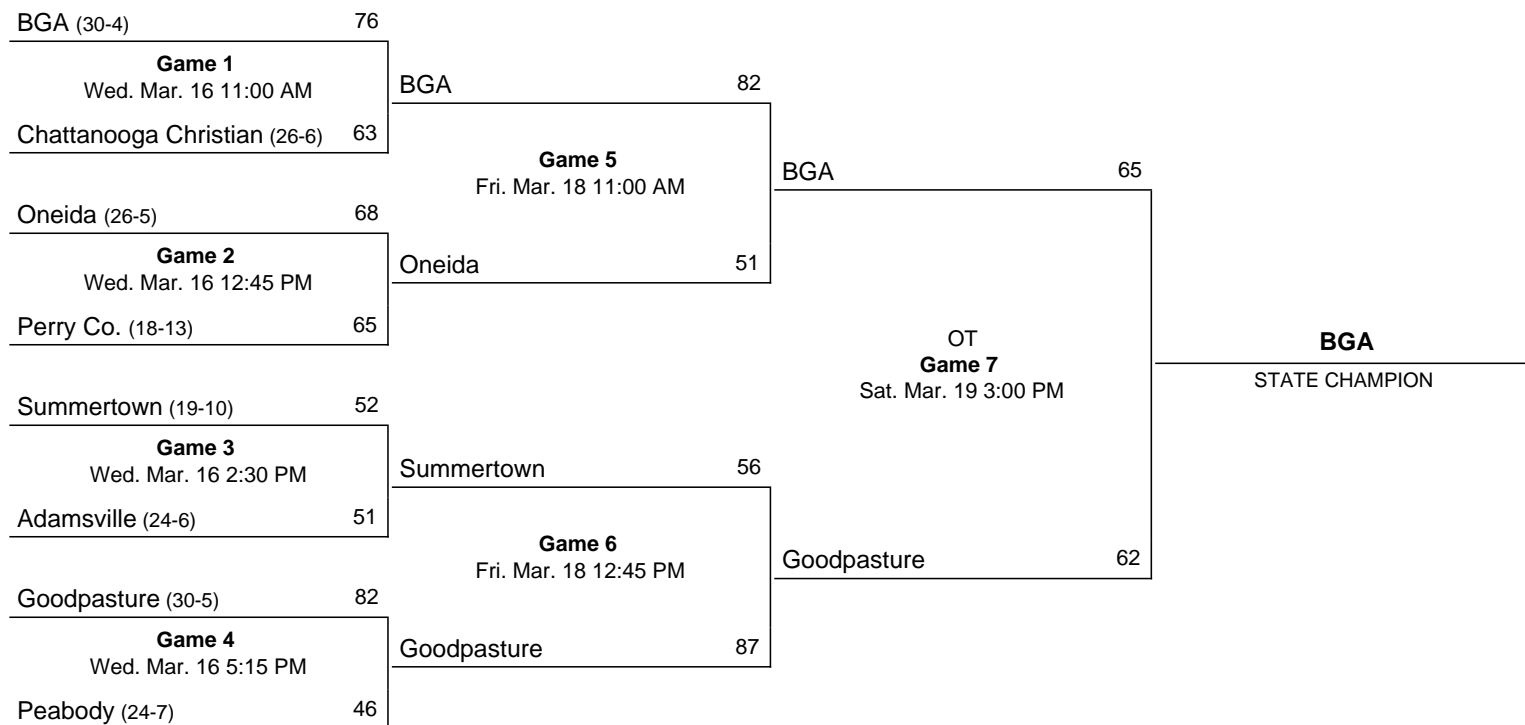 BGA (30-4) 76
Game 1
Wed. Mar. 16 11:00 AM
Chattanooga Christian (26-6) 63
Oneida (26-5) 68
Game 2
Wed. Mar. 16 12:45 PM
Perry Co. (18-13) 65
Summertown (19-10) 52
Game 3
Wed. Mar. 16 2:30 PM
Adamsville (24-6) 51
Goodpasture (30-5) 82
Game 4
Wed. Mar. 16 5:15 PM
Peabody (24-7) 46
BGA 82
Game 5
Fri. Mar. 18 11:00 AM
Oneida 51
Summertown 56
Game 6
Fri. Mar. 18 12:45 PM
Goodpasture 87
BGA 65
OT
Game 7
Sat. Mar. 19 3:00 PM
Goodpasture 62
BGA
STATE CHAMPION